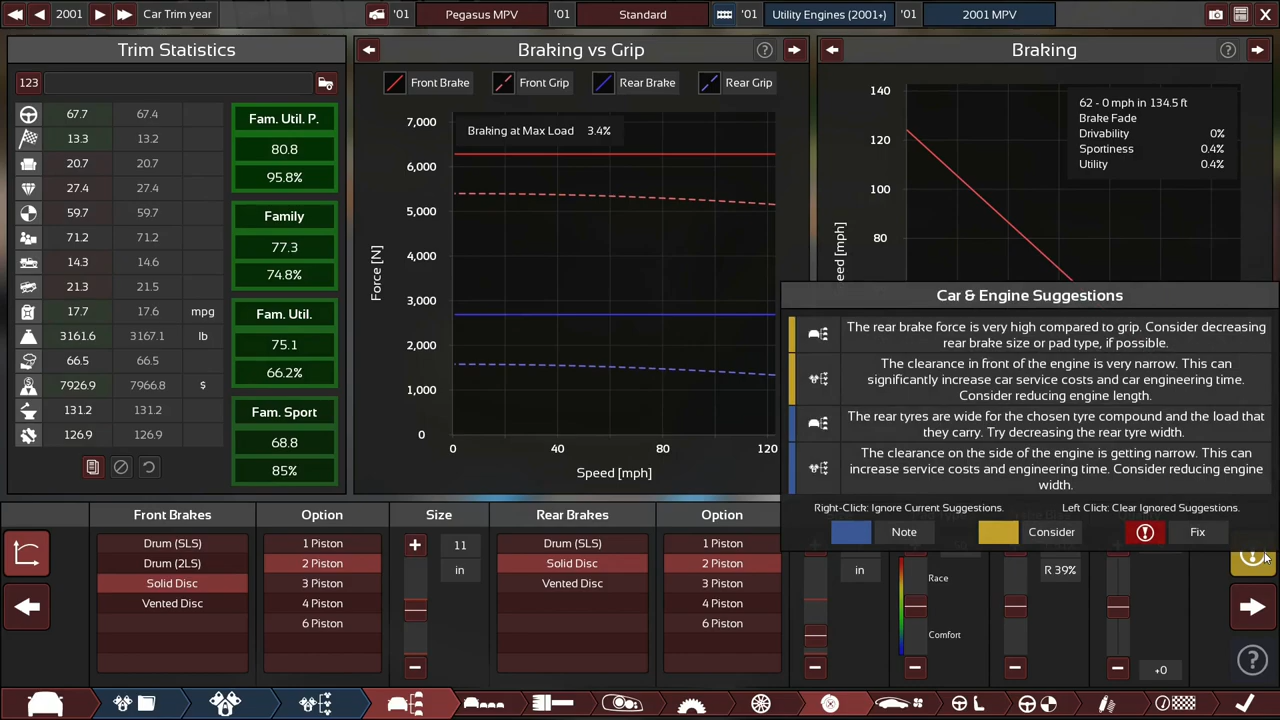 2001
Car Trim year
'01
Pegasus MPV
'01
Standard
'01
Utility Engines (2001+)
'01
2001 MPV
Trim Statistics
123
67.7 67.4
13.3 13.2
20.7 20.7
27.4 27.4
59.7 59.7
71.2 71.2
14.3 14.6
21.3 21.5
17.7 17.6 mpg
3161.6 3167.1 lb
66.5 66.5
7926.9 7966.8 $
131.2 131.2
126.9 126.9
Fam. Util. P.
80.8
95.8%
Family
77.3
74.8%
Fam. Util.
75.1
66.2%
Fam. Sport
68.8
85%
Braking vs Grip
?
Front Brake
Front Grip
Rear Brake
Rear Grip
Braking at Max Load 3.4%
7,000
6,000
5,000
4,000
3,000
2,000
1,000
0
Force [N]
0 40 80 120
Speed [mph]
Braking
?
140
120
100
80
62 - 0 mph in 134.5 ft
Brake Fade
Drivability 0%
Sportiness 0.4%
Utility 0.4%
Car & Engine Suggestions
The rear brake force is very high compared to grip. Consider decreasing
rear brake size or pad type, if possible.
The clearance in front of the engine is very narrow. This can
significantly increase car service costs and car engineering time.
Consider reducing engine length.
The rear tyres are wide for the chosen tyre compound and the load that
they carry. Try decreasing the rear tyre width.
The clearance on the side of the engine is getting narrow. This can
increase service costs and engineering time. Consider reducing engine
width.
Right-Click: Ignore Current Suggestions.
Left Click: Clear Ignored Suggestions.
Note
Consider
Fix
Front Brakes
Drum (SLS)
Drum (2LS)
Solid Disc
Vented Disc
Option
1 Piston
2 Piston
3 Piston
4 Piston
6 Piston
Size
11
in
Rear Brakes
Drum (SLS)
Solid Disc
Vented Disc
Option
1 Piston
2 Piston
3 Piston
4 Piston
6 Piston
in
Race
Comfort
R 39%
+0
?